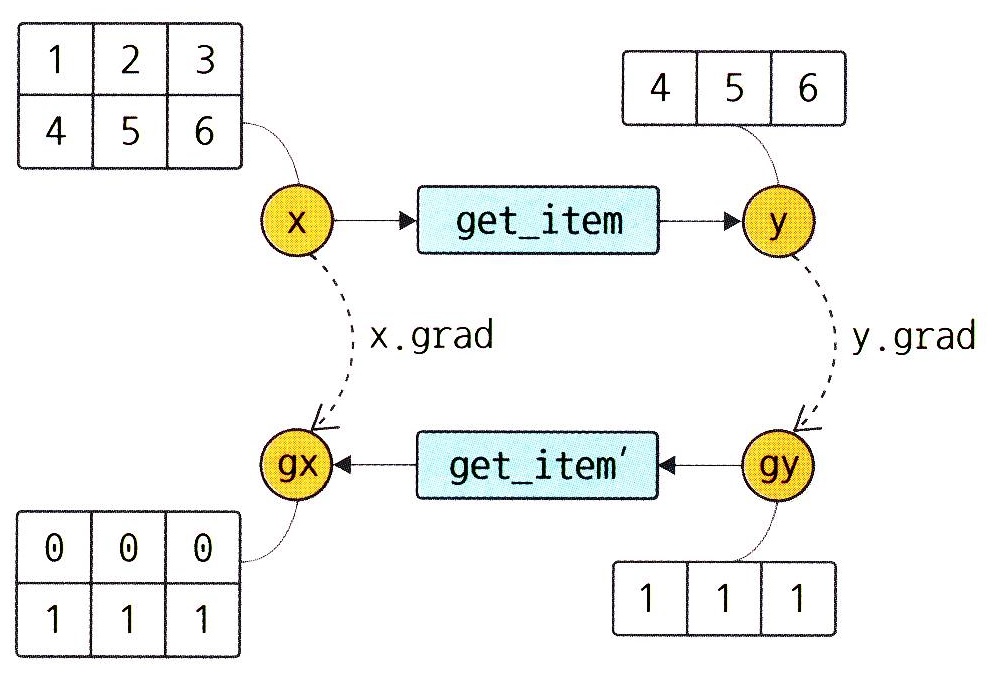 1 2 3
4 5 6
4 5 6
x
get_item
y
x.grad
y.grad
gx
get_item′
gy
0 0 0
1 1 1
1 1 1